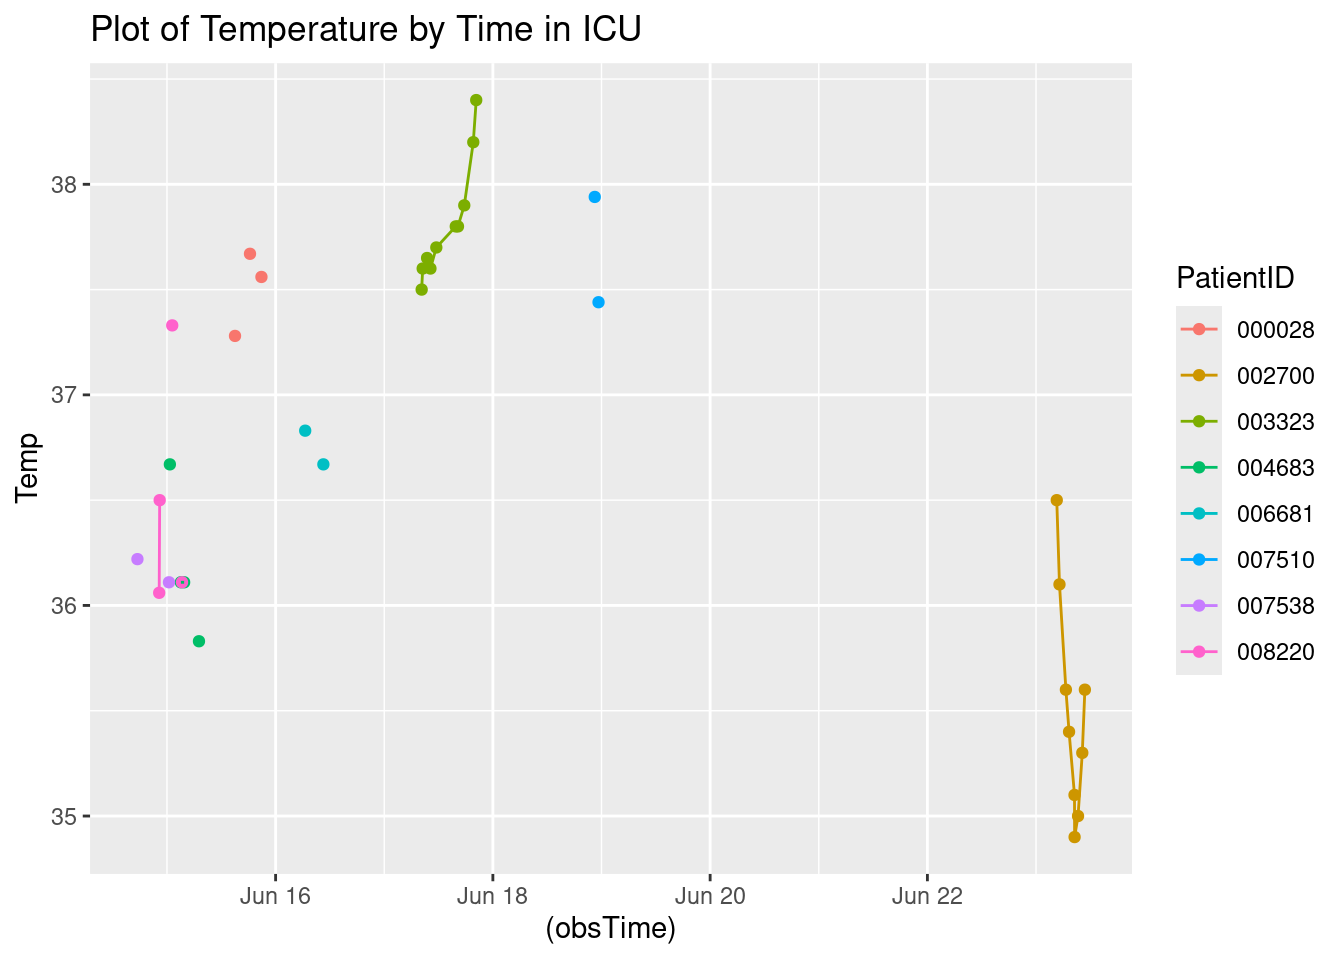 Plot of Temperature by Time in ICU
Temp
38
37
36
35
Jun 16 Jun 18 Jun 20 Jun 22
(obsTime)
PatientID
000028
002700
003323
004683
006681
007510
007538
008220